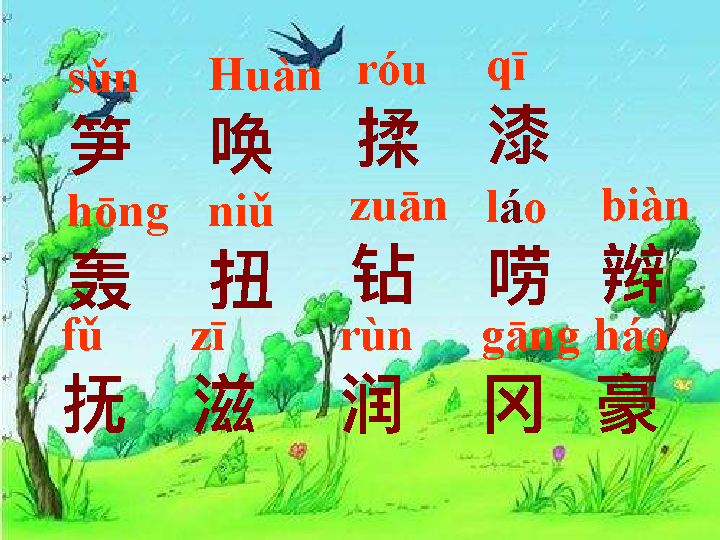 sǔn Huàn róu qī
笋 唤 揉 漆
hōng niǔ zuān láo biàn
轰 扭 钻 唠 辫
fǔ zī rùn gāng háo
抚 滋 润 冈 豪